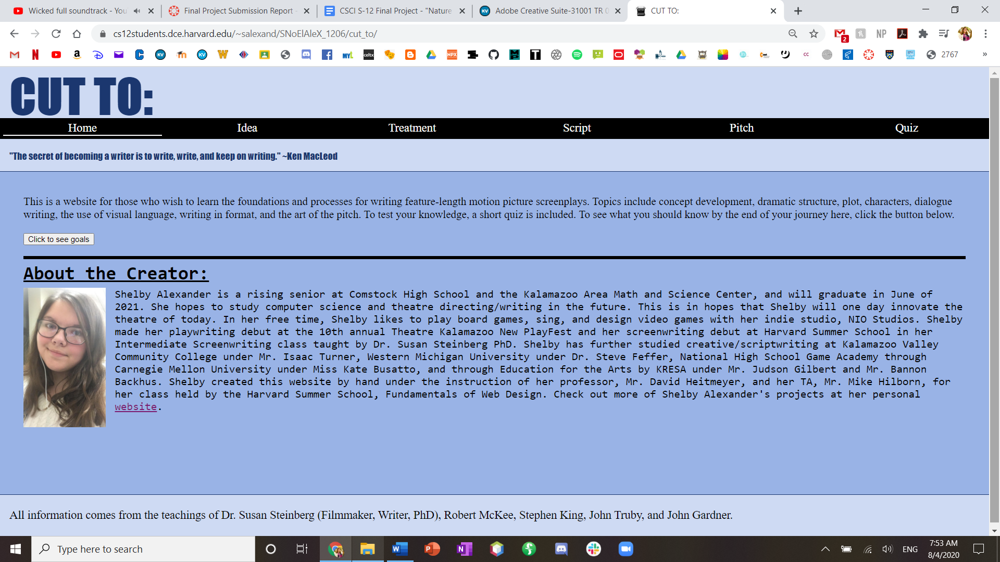 Wicked full soundtrack - You
Final Project Submission Report -
CSCI S-12 Final Project - "Nature
Adobe Creative Suite-31001 TR 0
CUT TO:
cs12students.dce.harvard.edu/~salexand/SNoElAleX_1206/cut_to/
2
NP
celtx
NPX
cc
2767
»
CUT TO:
Home Idea Treatment Script Pitch Quiz
"The secret of becoming a writer is to write, write, and keep on writing." ~Ken MacLeod
This is a website for those who wish to learn the foundations and processes for writing feature-length motion picture screenplays. Topics include concept development, dramatic structure, plot, characters, dialogue
writing, the use of visual language, writing in format, and the art of the pitch. To test your knowledge, a short quiz is included. To see what you should know by the end of your journey here, click the button below.
Click to see goals
About the Creator:
Shelby Alexander is a rising senior at Comstock High School and the Kalamazoo Area Math and Science Center, and will graduate in June of
2021. She hopes to study computer science and theatre directing/writing in the future. This is in hopes that Shelby will one day innovate the
theatre of today. In her free time, Shelby likes to play board games, sing, and design video games with her indie studio, NIO Studios. Shelby
made her playwriting debut at the 10th annual Theatre Kalamazoo New PlayFest and her screenwriting debut at Harvard Summer School in her
Intermediate Screenwriting class taught by Dr. Susan Steinberg PhD. Shelby has further studied creative/scriptwriting at Kalamazoo Valley
Community College under Mr. Isaac Turner, Western Michigan University under Dr. Steve Feffer, National High School Game Academy through
Carnegie Mellon University under Miss Kate Busatto, and through Education for the Arts by KRESA under Mr. Judson Gilbert and Mr. Bannon
Backhus. Shelby created this website by hand under the instruction of her professor, Mr. David Heitmeyer, and her TA, Mr. Mike Hilborn, for
her class held by the Harvard Summer School, Fundamentals of Web Design. Check out more of Shelby Alexander's projects at her personal
website.
All information comes from the teachings of Dr. Susan Steinberg (Filmmaker, Writer, PhD), Robert McKee, Stephen King, John Truby, and John Gardner.
Type here to search
ENG
7:53 AM
8/4/2020